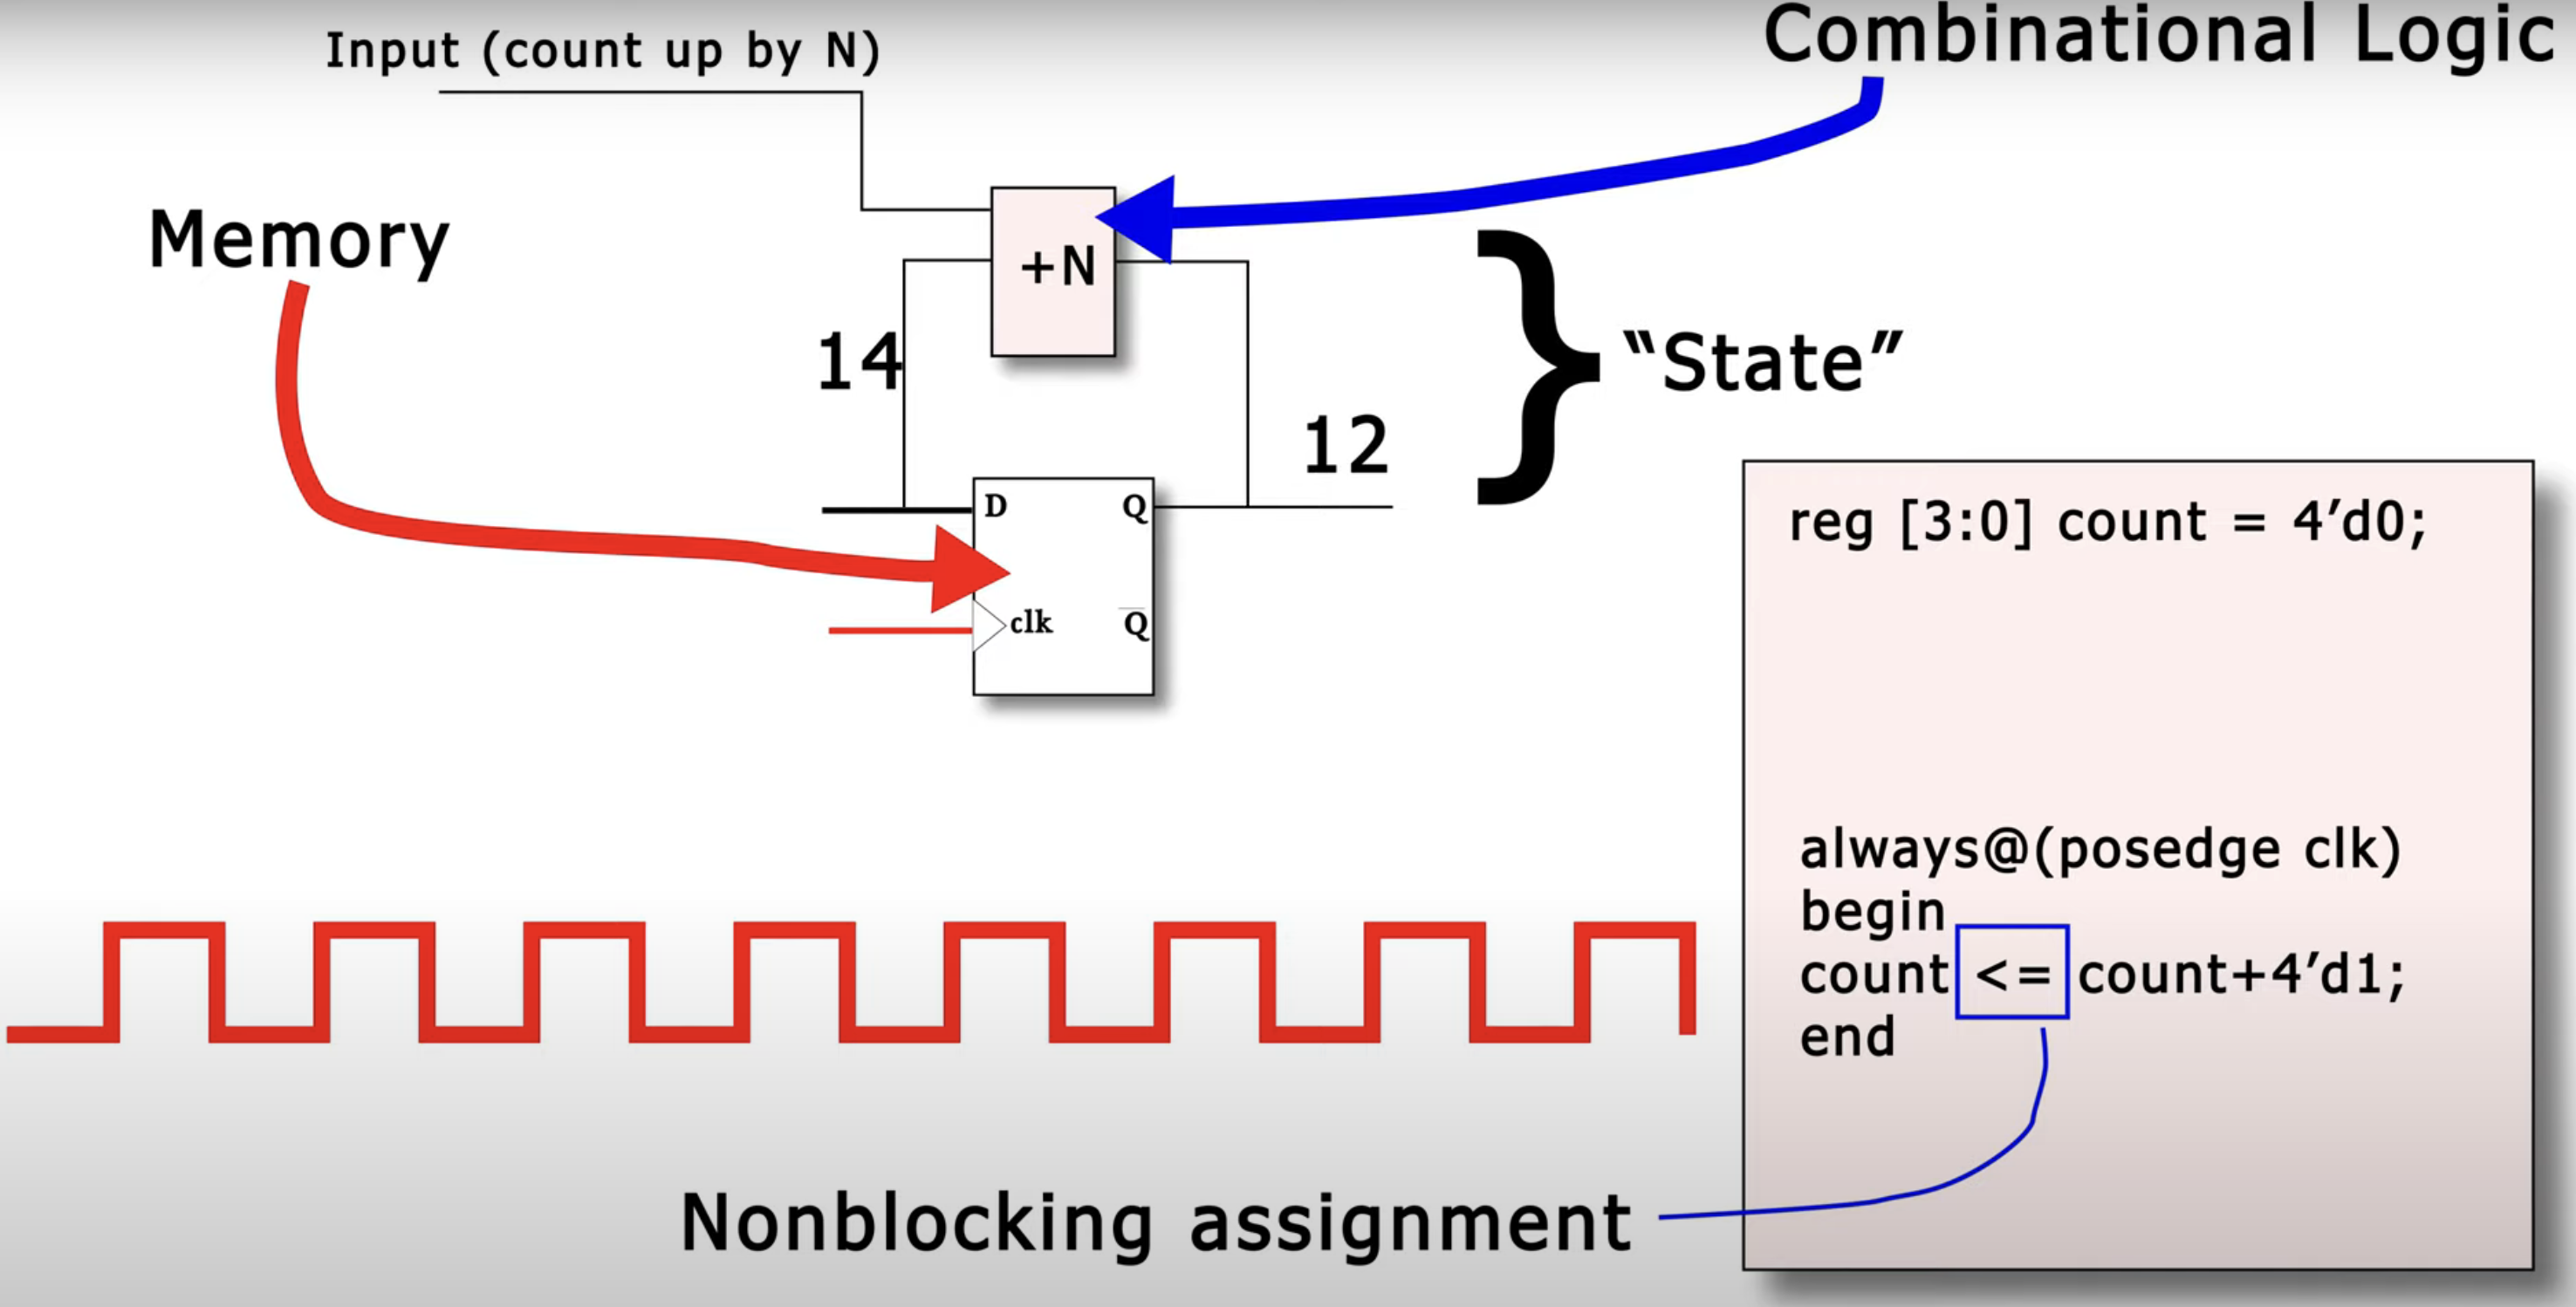 Input (count up by N)
Combinational Logic
Memory
+N
14
“State”
12
D
Q
clk
Q̅
reg [3:0] count = 4’d0;
always@(posedge clk)
begin
count <= count+4’d1;
end
Nonblocking assignment